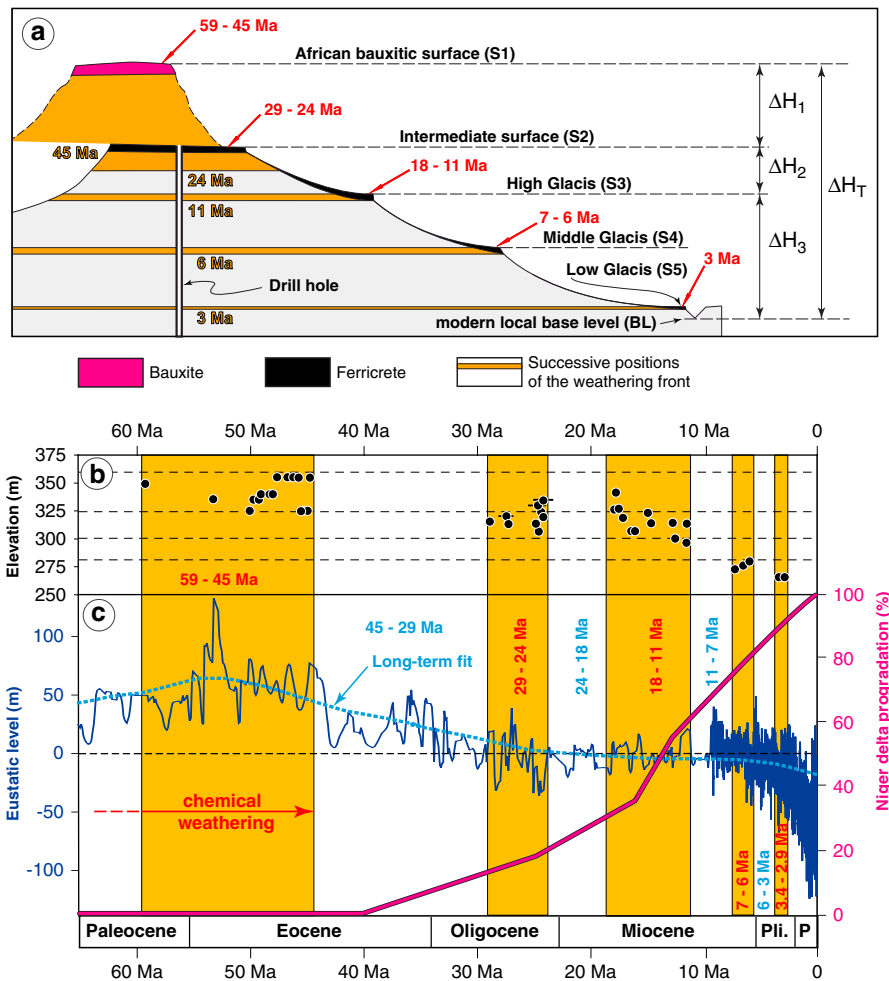 a
59 - 45 Ma
African bauxitic surface (S1)
ΔH1
29 - 24 Ma
Intermediate surface (S2)
45 Ma
18 - 11 Ma
ΔH2
24 Ma
High Glacis (S3)
ΔHT
11 Ma
7 - 6 Ma
Middle Glacis (S4)
ΔH3
3 Ma
6 Ma
Low Glacis (S5)
Drill hole
3 Ma
modern local base level (BL)
Bauxite
Ferricrete
Successive positions
of the weathering front
60 Ma 50 Ma 40 Ma 30 Ma 20 Ma 10 Ma 0
b
Elevation (m)
375
350
325
300
275
250
59 - 45 Ma
c
Eustatic level (m)
100
50
0
-50
-100
45 - 29 Ma
Long-term fit
29 - 24 Ma
24 - 18 Ma
18 - 11 Ma
11 - 7 Ma
7 - 6 Ma
6 - 3 Ma
3.4 - 2.9 Ma
chemical
weathering
100
80
60
40
20
0
Niger delta progradation (%)
Paleocene Eocene Oligocene Miocene Pli. P
60 Ma 50 Ma 40 Ma 30 Ma 20 Ma 10 Ma 0